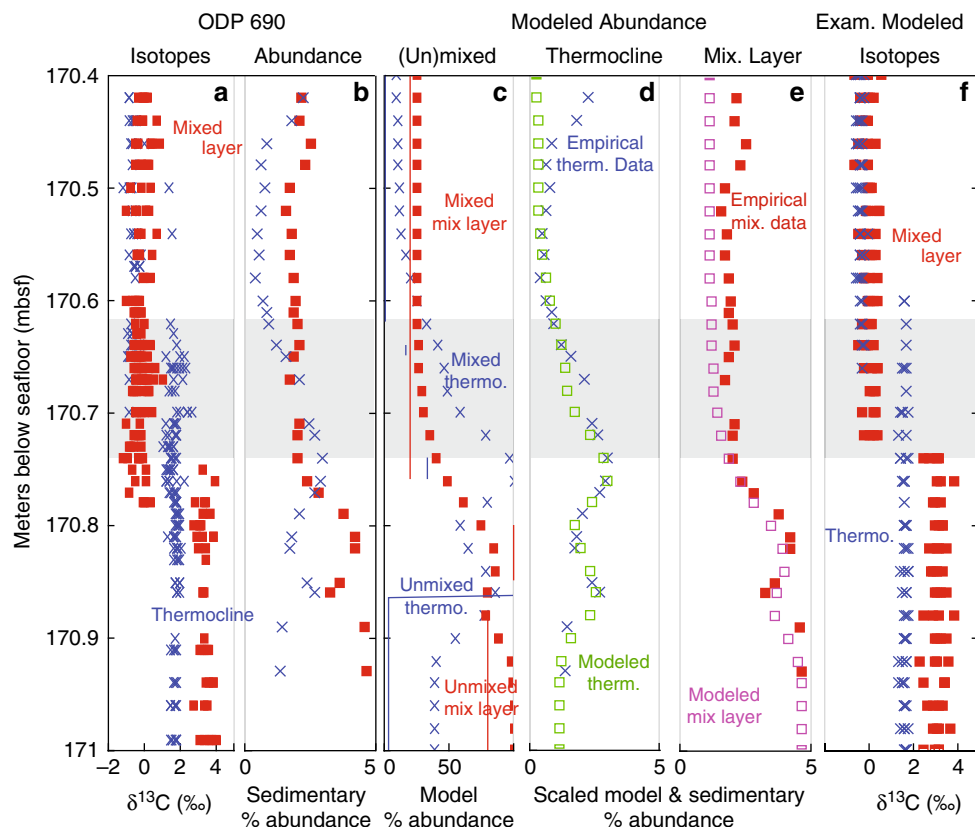 ODP 690 Modeled Abundance Exam. Modeled
Isotopes Abundance (Un)mixed Thermocline Mix. Layer Isotopes
a b c d e f
Meters below seafloor (mbsf)
170.4
170.5
170.6
170.7
170.8
170.9
171
Mixed
layer
Thermocline
Mixed mix layer
Mixed
thermo.
Unmixed
thermo.
Unmixed
mix layer
Empirical
therm. Data
Modeled
therm.
Empirical
mix. data
Modeled
mix layer
Mixed
layer
Thermo.
−2 0 2 4 0 5 50 0 5 0 5 0 2 4
δ13C (‰) Sedimentary Model Scaled model & sedimentary δ13C (‰)
% abundance % abundance % abundance